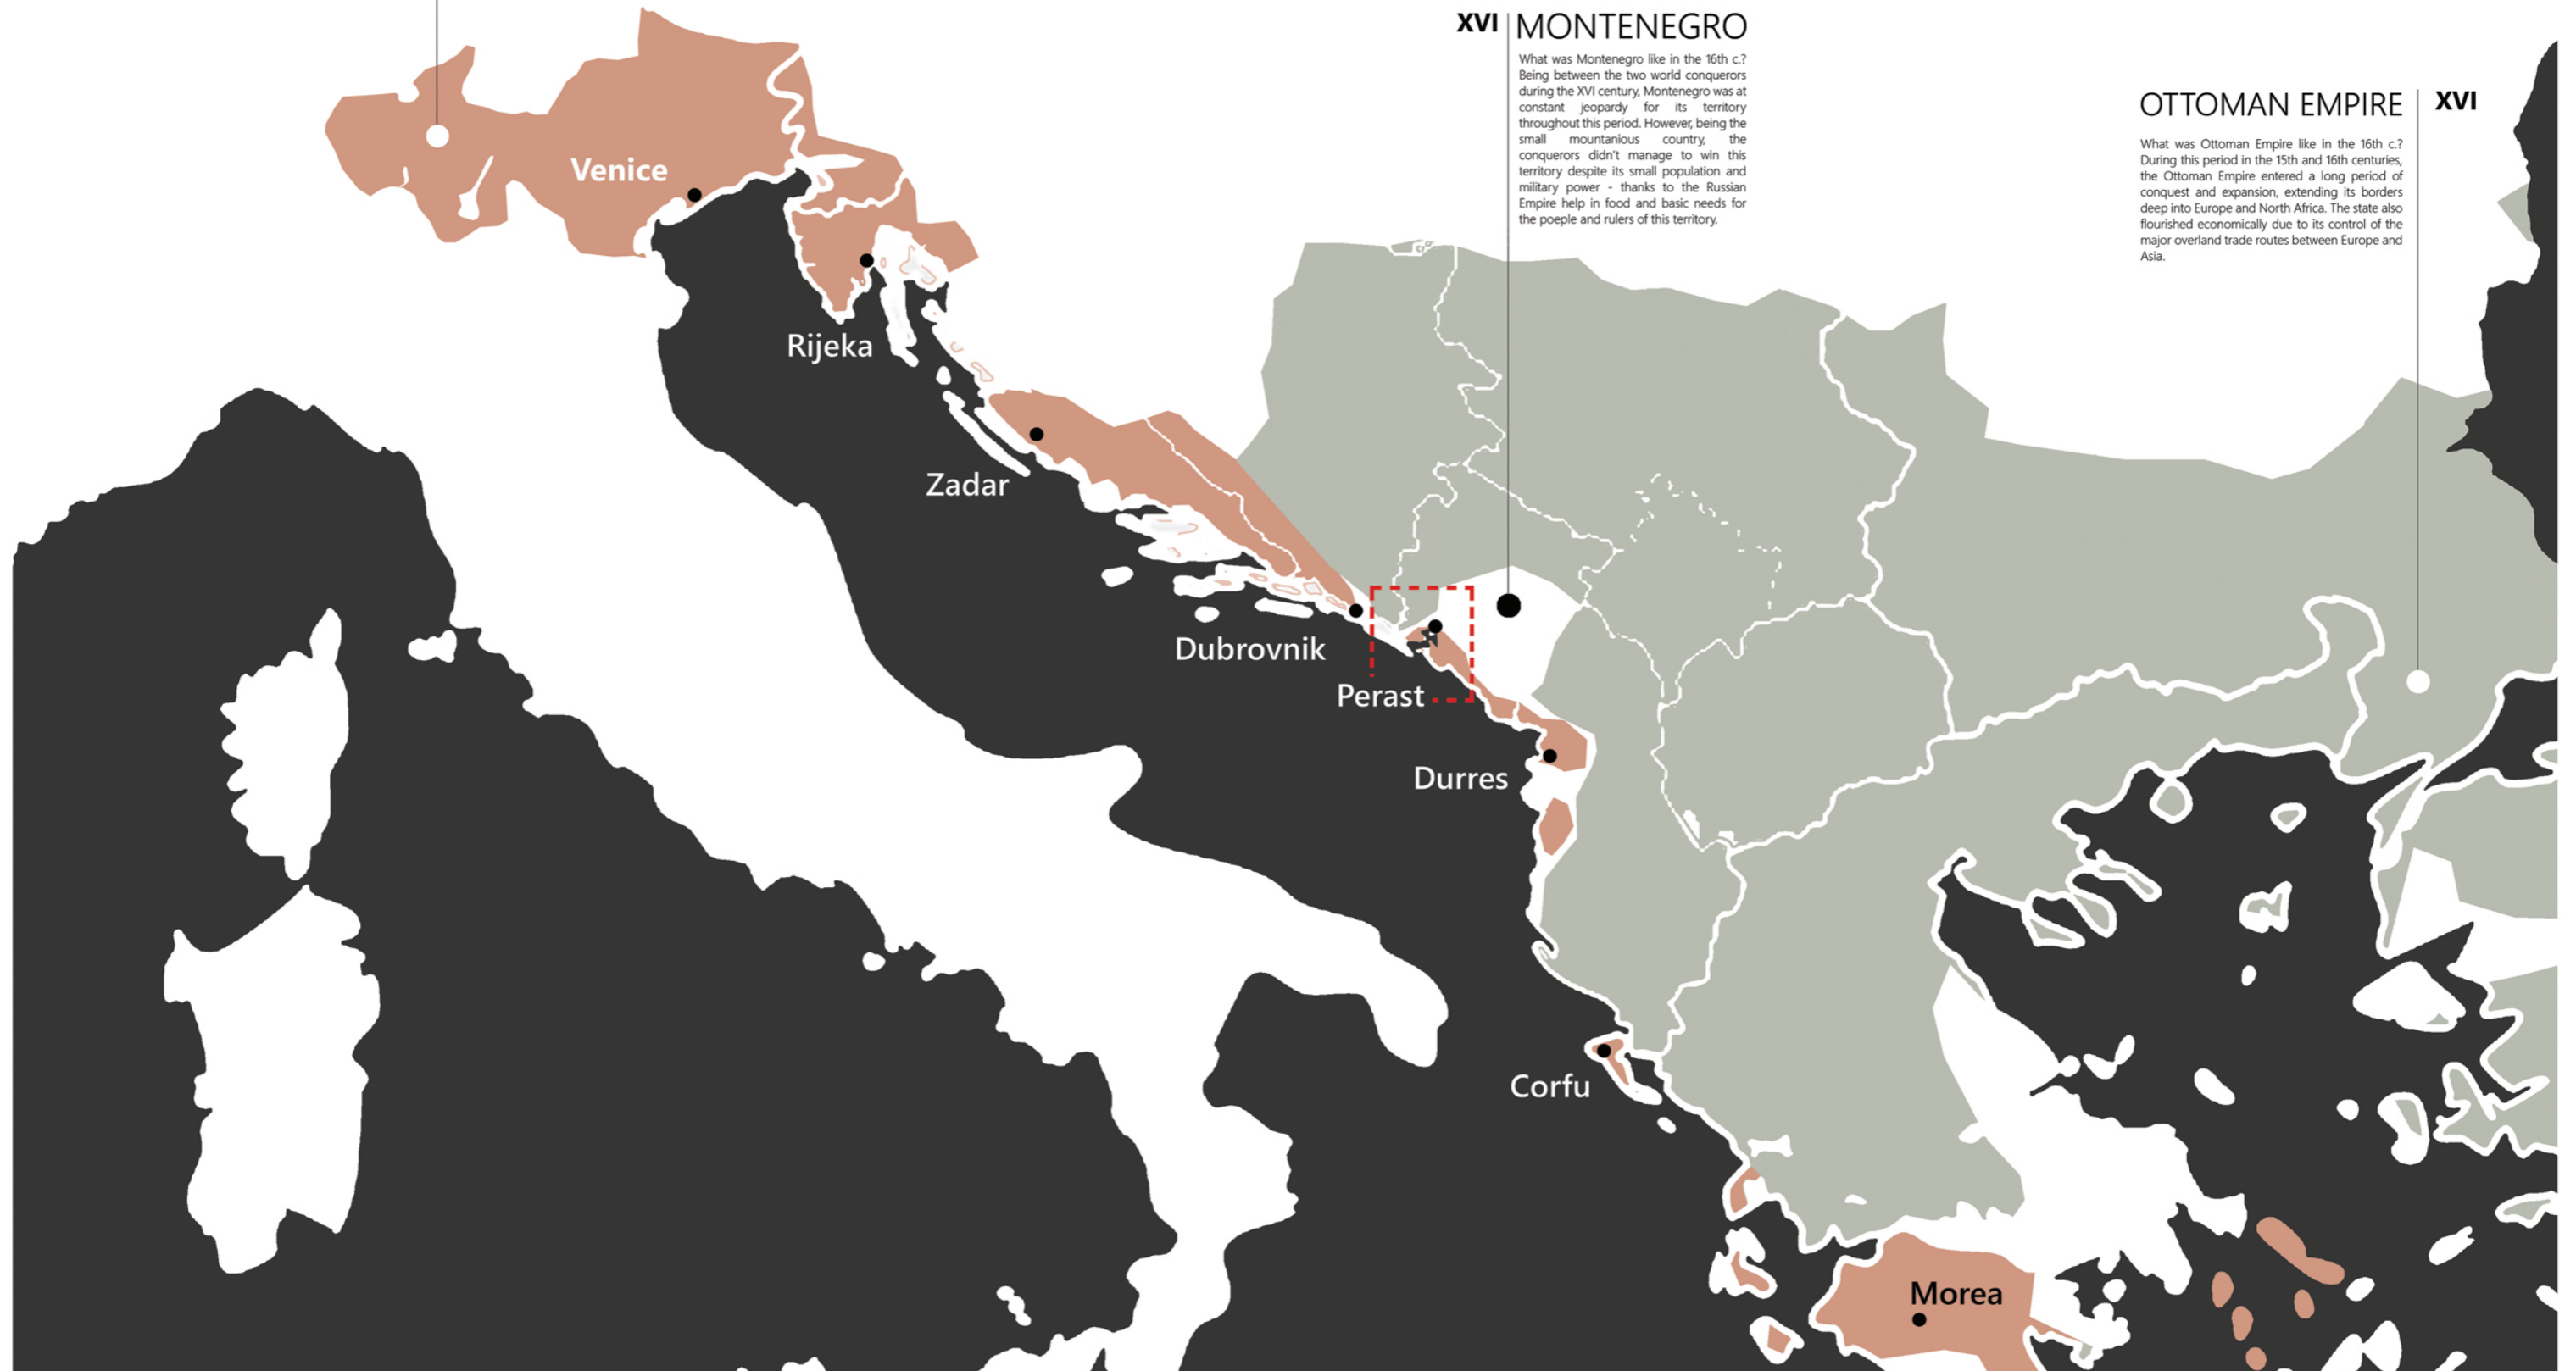 XVI MONTENEGRO
What was Montenegro like in the 16th c.?
Being between the two world conquerors
during the XVI century, Montenegro was at
constant jeopardy for its territory
throughout this period. However, being the
small mountanious country, the
conquerors didn't manage to win this
territory despite its small population and
military power - thanks to the Russian
Empire help in food and basic needs for
the poeple and rulers of this territory.
OTTOMAN EMPIRE XVI
What was Ottoman Empire like in the 16th c.?
During this period in the 15th and 16th centuries,
the Ottoman Empire entered a long period of
conquest and expansion, extending its borders
deep into Europe and North Africa. The state also
flourished economically due to its control of the
major overland trade routes between Europe and
Asia.
Venice
Rijeka
Zadar
Dubrovnik
Perast
Durres
Corfu
Morea